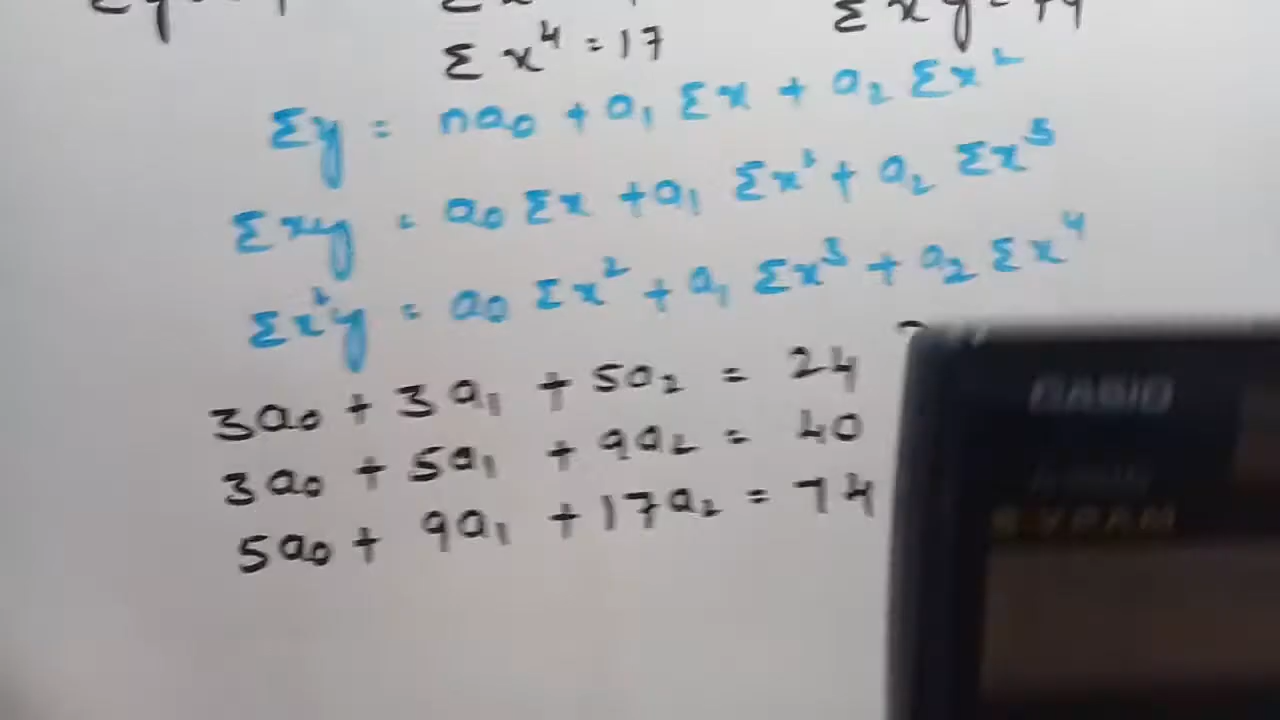 Σx⁴ = 17
Σy = na₀ + a₁ Σx + a₂ Σx²
Σxy = a₀ Σx + a₁ Σx² + a₂ Σx³
Σx²y = a₀ Σx² + a₁ Σx³ + a₂ Σx⁴
3a₀ + 3a₁ + 5a₂ = 24
3a₀ + 5a₁ + 9a₂ = 40
5a₀ + 9a₁ + 17a₂ = 74
CASIO